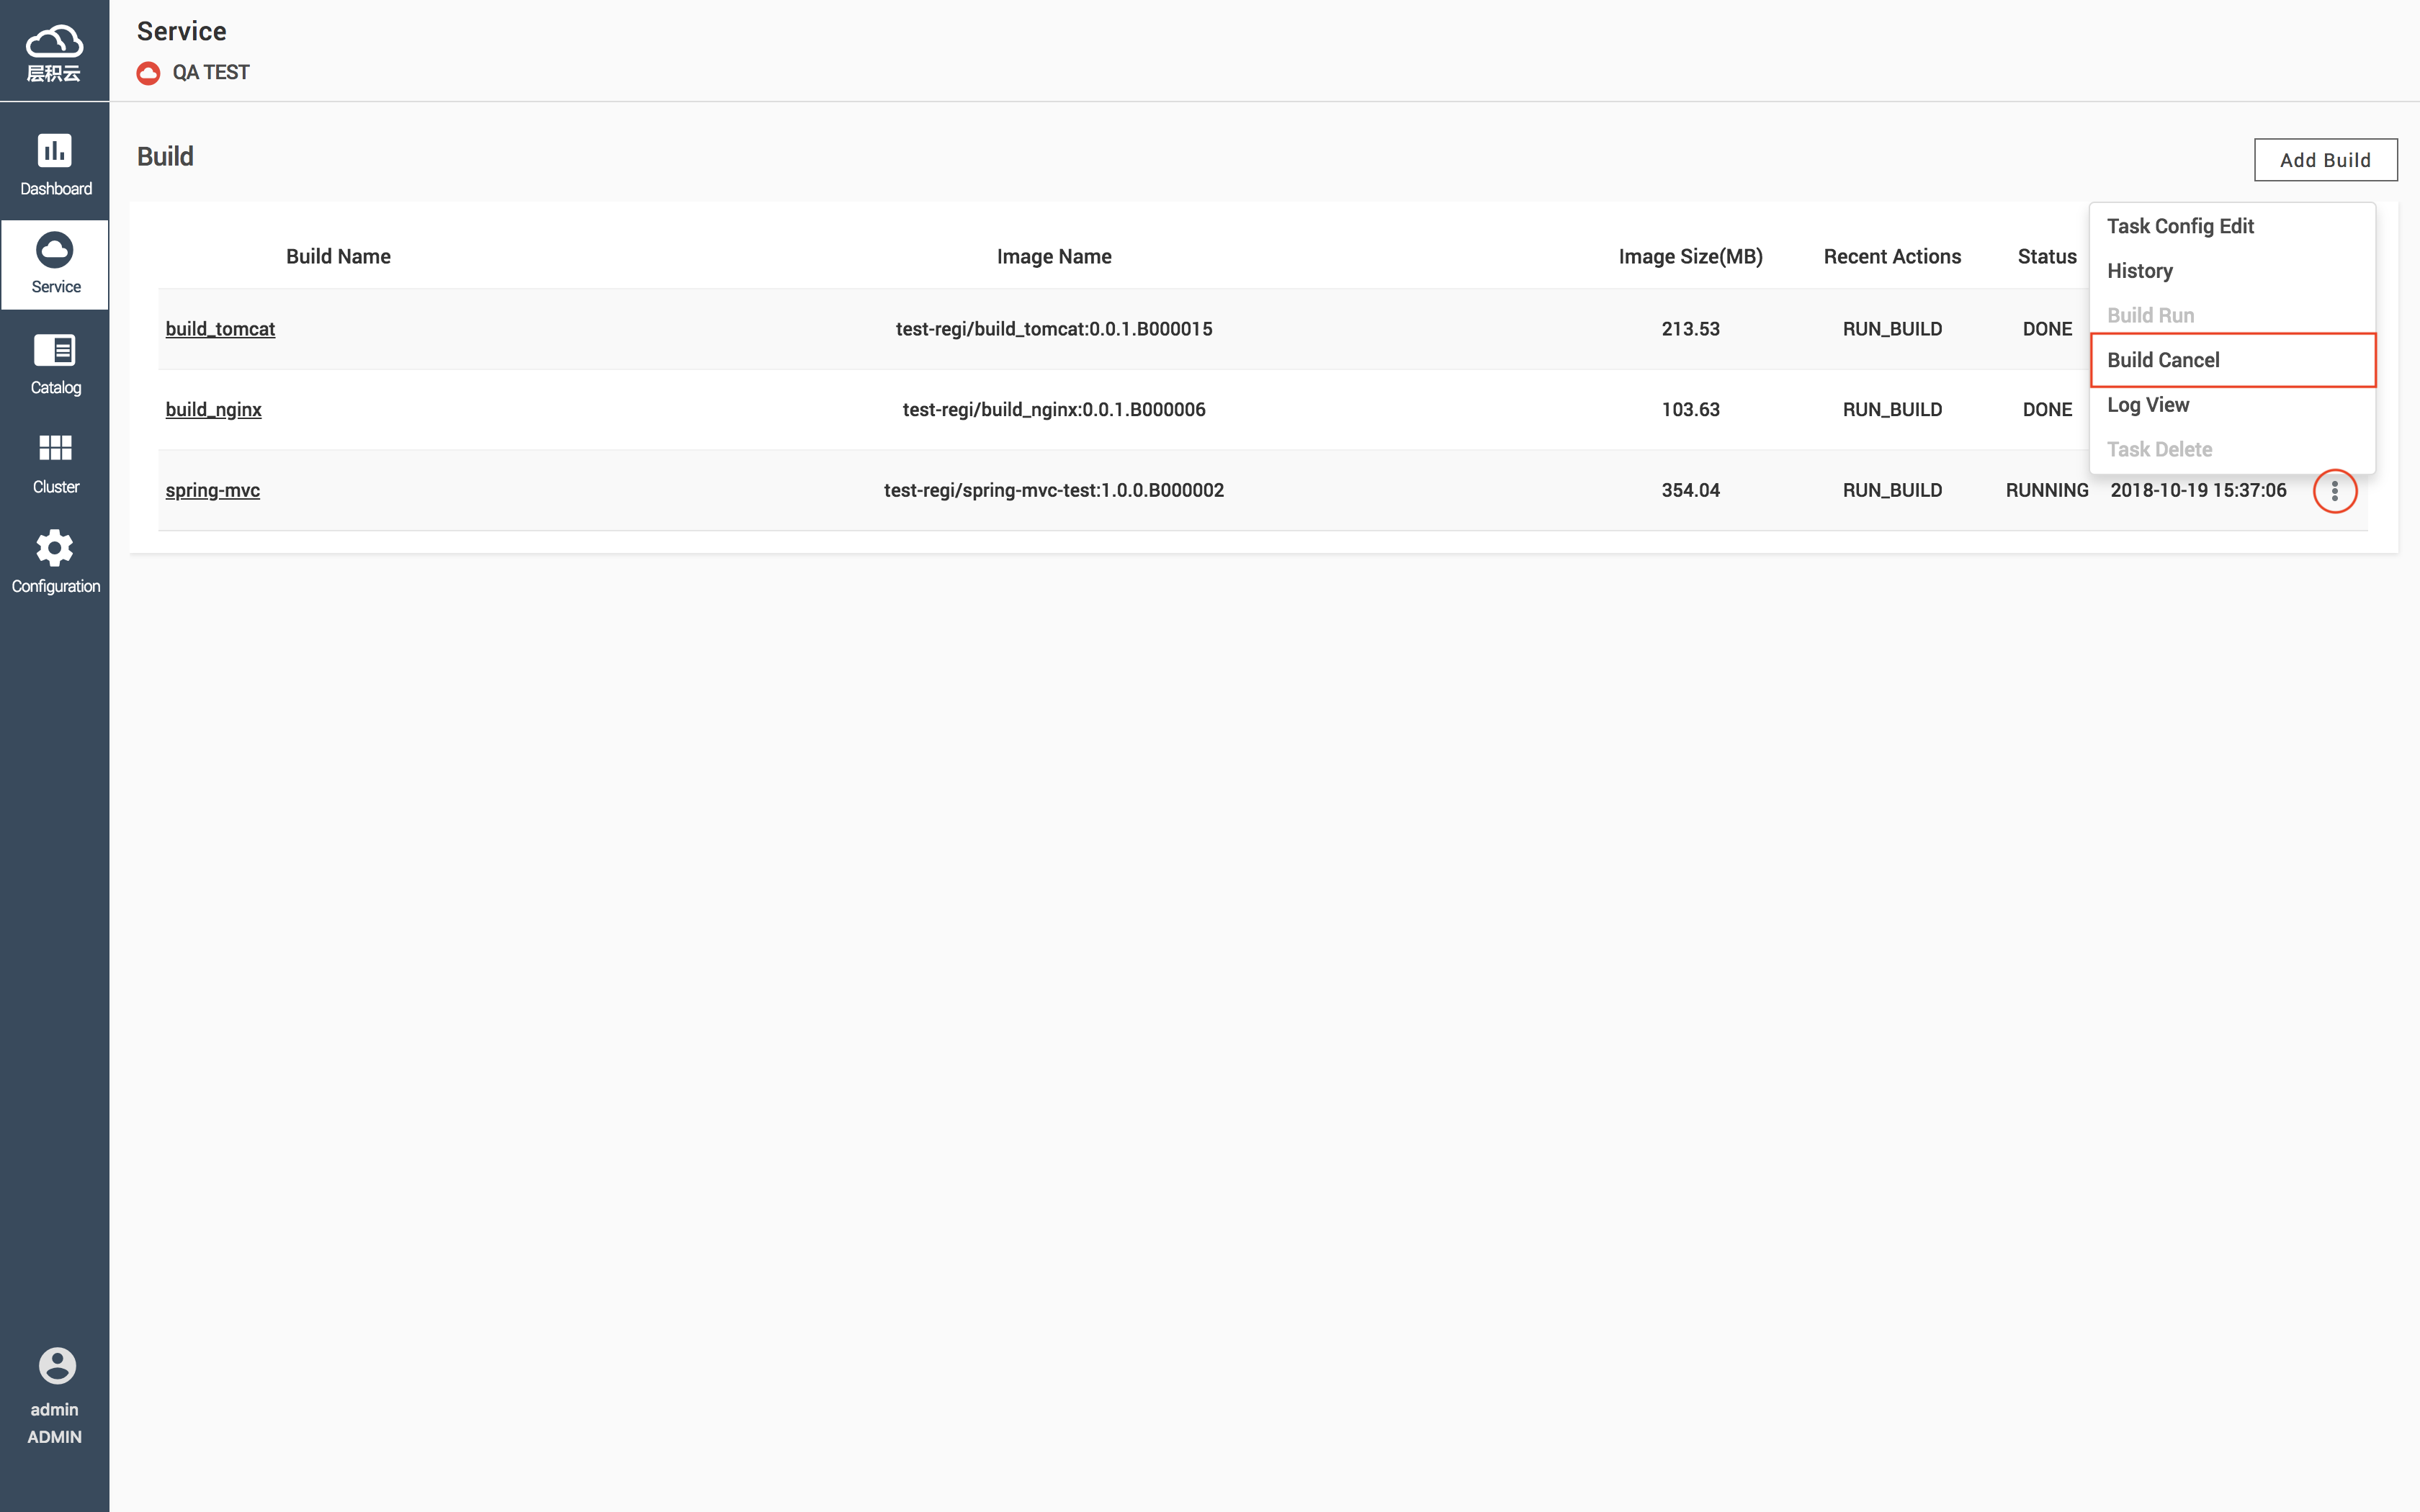 层积云
Dashboard
Service
Catalog
Cluster
Configuration
admin
ADMIN
Service
QA TEST
Build
Add Build
Build Name Image Name Image Size(MB) Recent Actions Status
build_tomcat test-regi/build_tomcat:0.0.1.B000015 213.53 RUN_BUILD DONE
build_nginx test-regi/build_nginx:0.0.1.B000006 103.63 RUN_BUILD DONE
spring-mvc test-regi/spring-mvc-test:1.0.0.B000002 354.04 RUN_BUILD RUNNING 2018-10-19 15:37:06
Task Config Edit
History
Build Run
Build Cancel
Log View
Task Delete